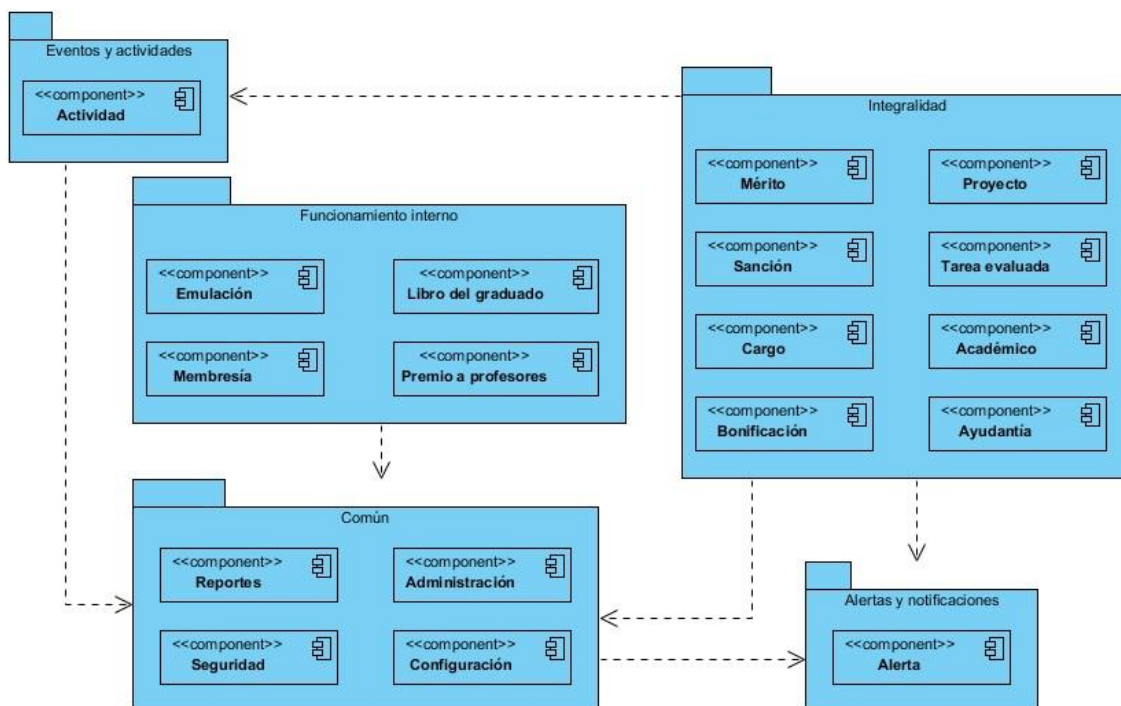 Eventos y actividades
<<component>>
Actividad
Integralidad
<<component>>
Mérito
<<component>>
Proyecto
<<component>>
Sanción
<<component>>
Tarea evaluada
<<component>>
Cargo
<<component>>
Académico
<<component>>
Bonificación
<<component>>
Ayudantía
Funcionamiento interno
<<component>>
Emulación
<<component>>
Libro del graduado
<<component>>
Membresía
<<component>>
Premio a profesores
Común
<<component>>
Reportes
<<component>>
Administración
<<component>>
Seguridad
<<component>>
Configuración
Alertas y notificaciones
<<component>>
Alerta